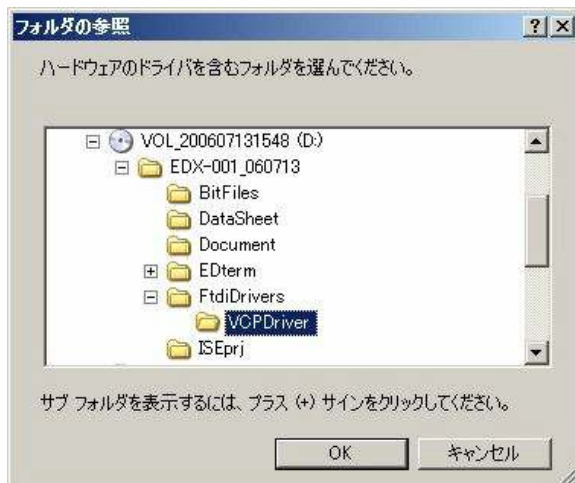 フォルダの参照
ハードウェアのドライバを含むフォルダを選んでください。
VOL_200607131548 (D:)
EDX-001_060713
BitFiles
DataSheet
Document
EDterm
FtdiDrivers
VCPDriver
ISEprj
サブ フォルダを表示するには、プラス (+) サインをクリックしてください。
OK
キャンセル